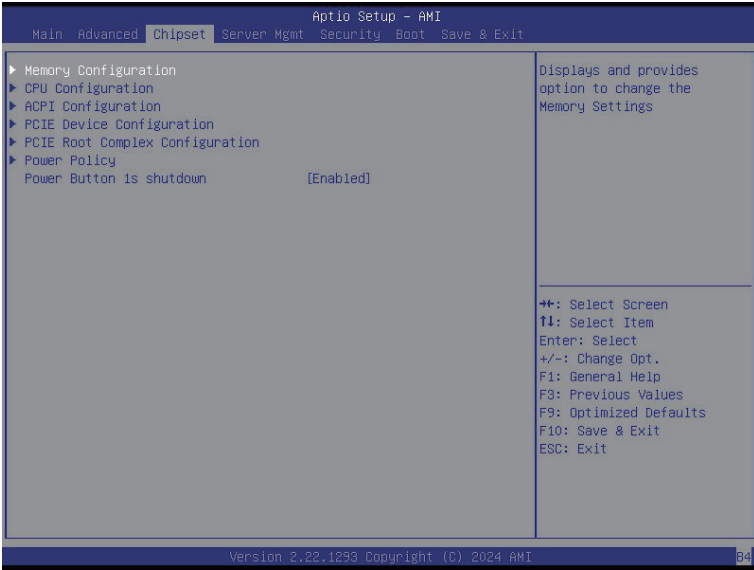 Aptio Setup – AMI
Main Advanced Chipset Server Mgmt Security Boot Save & Exit
Memory Configuration
CPU Configuration
ACPI Configuration
PCIE Device Configuration
PCIE Root Complex Configuration
Power Policy
Power Button 1s shutdown [Enabled]
Displays and provides
option to change the
Memory Settings
→←: Select Screen
↑↓: Select Item
Enter: Select
+/-: Change Opt.
F1: General Help
F3: Previous Values
F9: Optimized Defaults
F10: Save & Exit
ESC: Exit
Version 2.22.1293 Copyright (C) 2024 AMI
B4